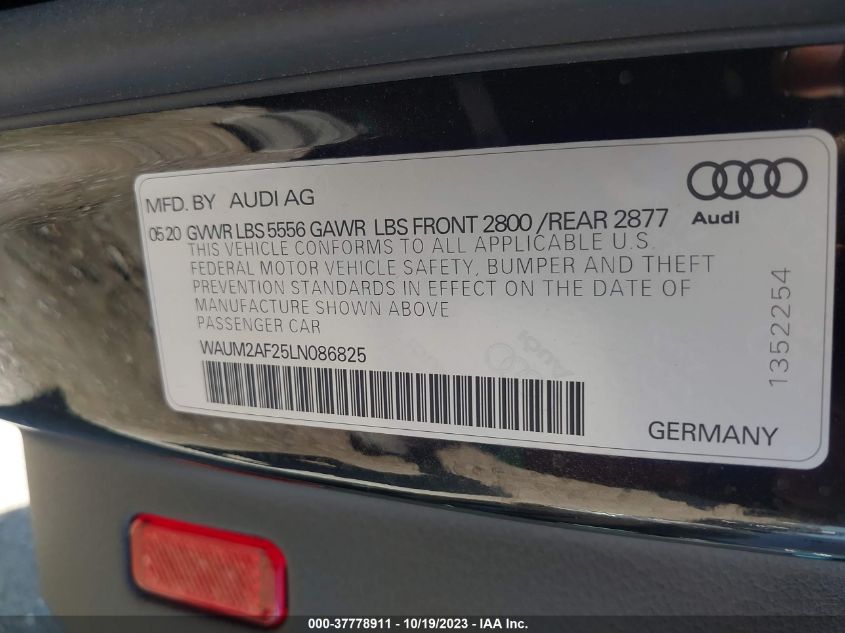 MFD. BY AUDI AG
Audi
05 20 GVWR LBS 5556 GAWR LBS FRONT 2800 /REAR 2877
THIS VEHICLE CONFORMS TO ALL APPLICABLE U.S.
FEDERAL MOTOR VEHICLE SAFETY, BUMPER AND THEFT
PREVENTION STANDARDS IN EFFECT ON THE DATE OF
MANUFACTURE SHOWN ABOVE
PASSENGER CAR
WAUM2AF25LN086825
Audi
1352254
GERMANY
000-37778911 - 10/19/2023 - IAA Inc.